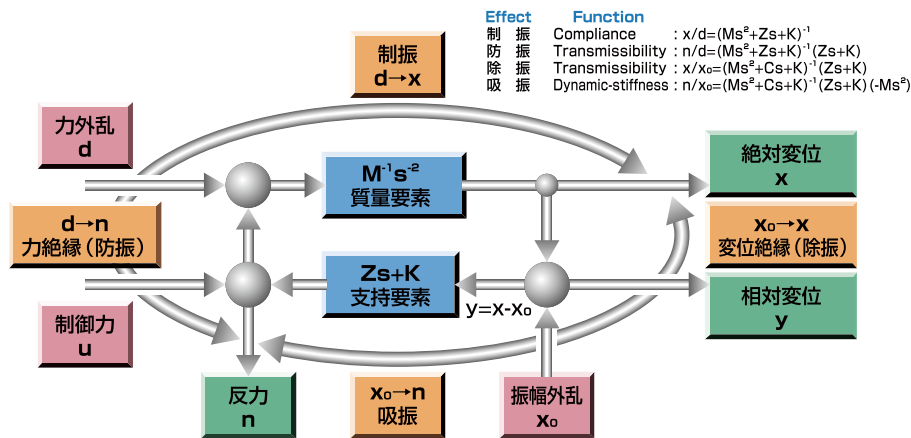 Effect Function
制 振 Compliance : x/d=(Ms²+Zs+K)⁻¹
防 振 Transmissibility : n/d=(Ms²+Zs+K)⁻¹(Zs+K)
除 振 Transmissibility : x/x₀=(Ms²+Cs+K)⁻¹(Zs+K)
吸 振 Dynamic-stiffness : n/x₀=(Ms²+Cs+K)⁻¹(Zs+K)(-Ms²)
制振
d→x
力外乱
d
M⁻¹s⁻²
質量要素
絶対変位
x
d→n
力絶縁（防振）
x₀→x
変位絶縁（除振）
Zs+K
支持要素
y=x-x₀
制御力
u
相対変位
y
反力
n
x₀→n
吸振
振幅外乱
x₀